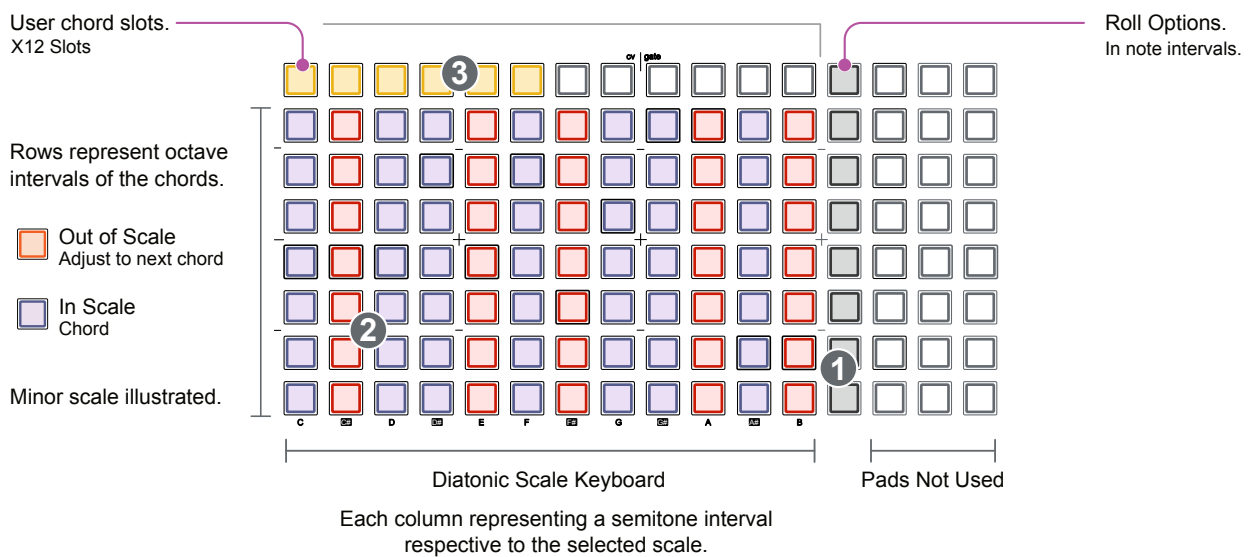 User chord slots.
X12 Slots
Roll Options.
In note intervals.
cv gate
3
Rows represent octave
intervals of the chords.
Out of Scale
Adjust to next chord
In Scale
Chord
2
1
Minor scale illustrated.
C C# D D# E F F# G G# A A# B
Diatonic Scale Keyboard
Pads Not Used
Each column representing a semitone interval
respective to the selected scale.